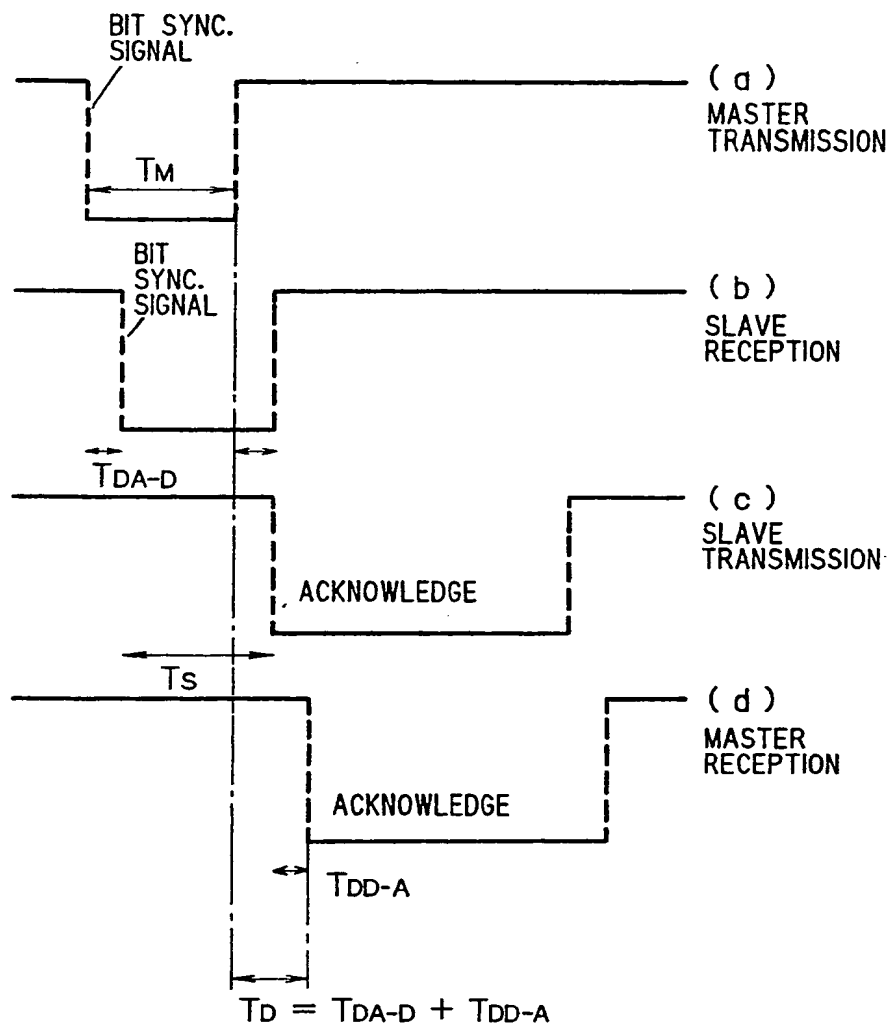 BIT SYNC.
SIGNAL
(a)
MASTER
TRANSMISSION
TM
BIT
SYNC.
SIGNAL
(b)
SLAVE
RECEPTION
TDA-D
(c)
SLAVE
TRANSMISSION
ACKNOWLEDGE
TS
(d)
MASTER
RECEPTION
ACKNOWLEDGE
TDD-A
TD = TDA-D + TDD-A